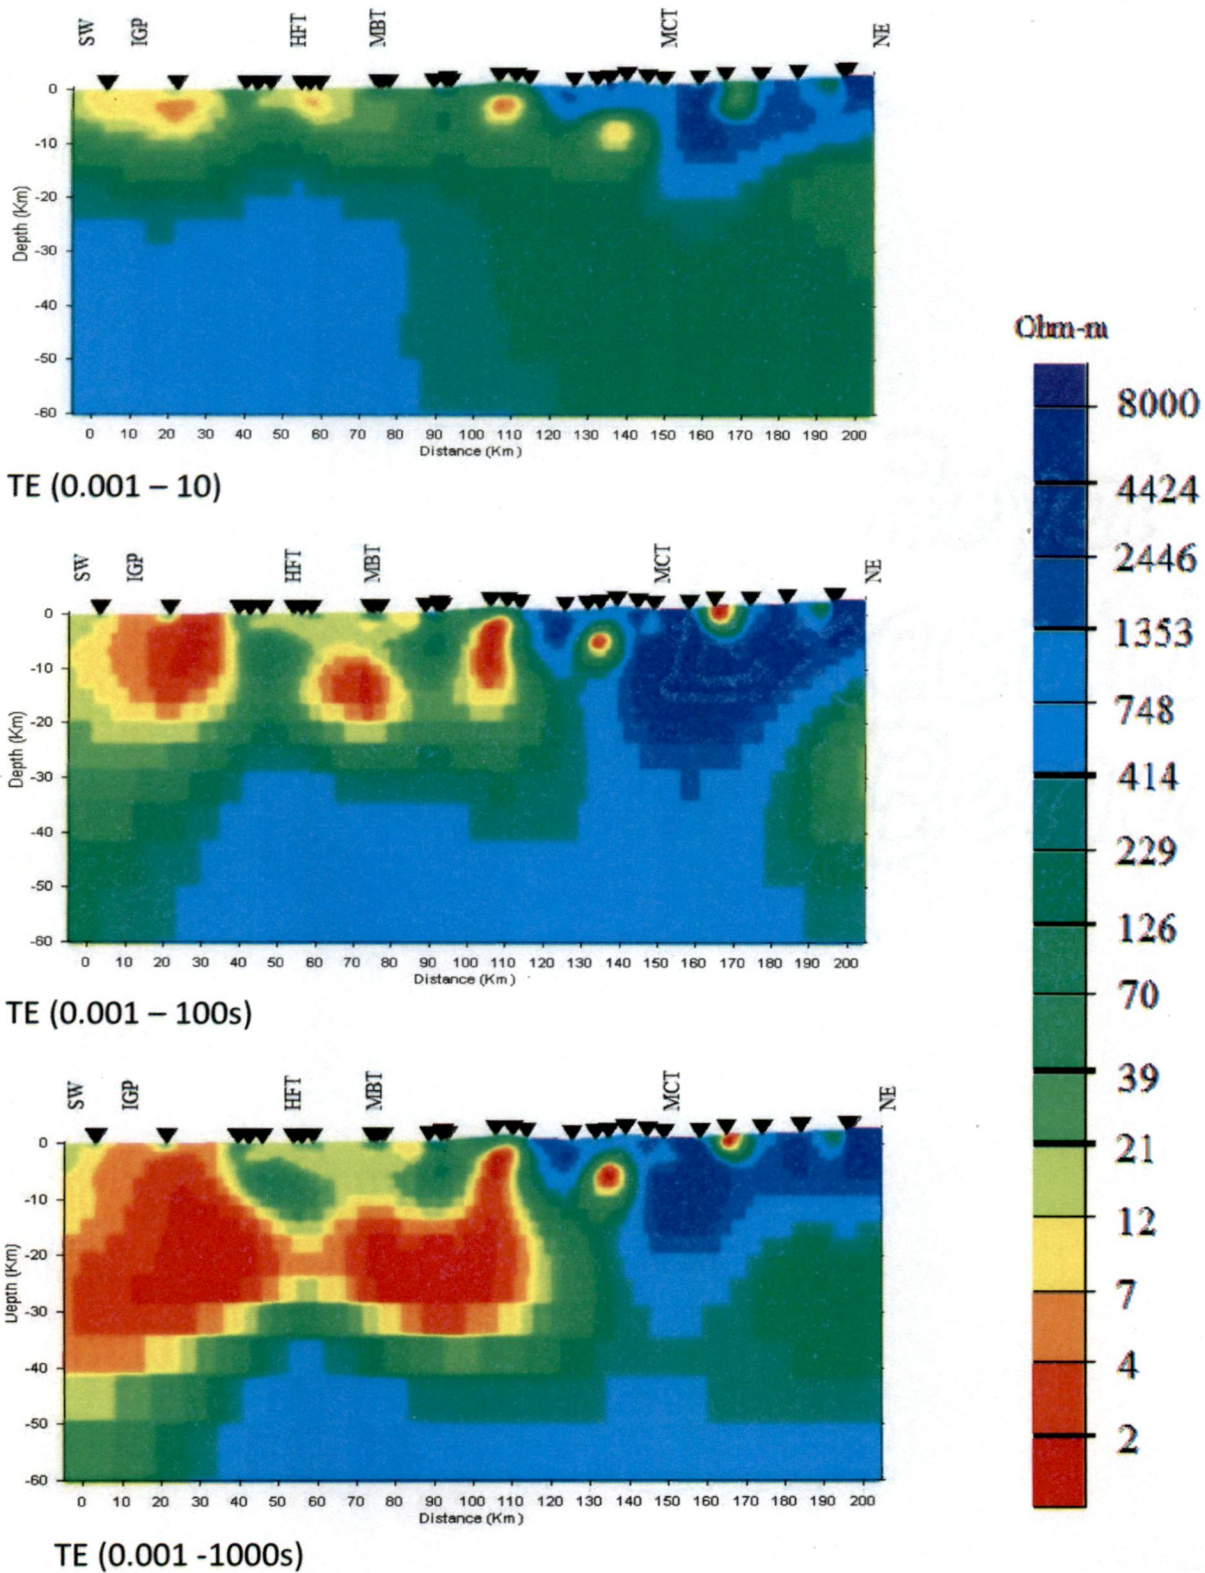 SW IGP HFT MBT MCT NE
0
-10
-20
-30
-40
-50
-60
Depth (Km)
0 10 20 30 40 50 60 70 80 90 100 110 120 130 140 150 160 170 180 190 200
Distance (Km)
TE (0.001 – 10)
SW IGP HFT MBT MCT NE
0
-10
-20
-30
-40
-50
-60
Depth (Km)
0 10 20 30 40 50 60 70 80 90 100 110 120 130 140 150 160 170 180 190 200
Distance (Km)
TE (0.001 – 100s)
SW IGP HFT MBT MCT NE
0
-10
-20
-30
-40
-50
-60
Depth (Km)
0 10 20 30 40 50 60 70 80 90 100 110 120 130 140 150 160 170 180 190 200
Distance (Km)
TE (0.001 -1000s)
Ohm-m
8000
4424
2446
1353
748
414
229
126
70
39
21
12
7
4
2